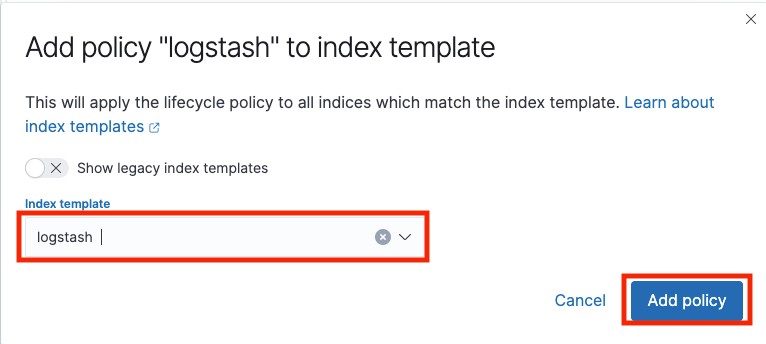 Add policy "logstash" to index template
This will apply the lifecycle policy to all indices which match the index template. Learn about
index templates
Show legacy index templates
Index template
logstash
Cancel
Add policy